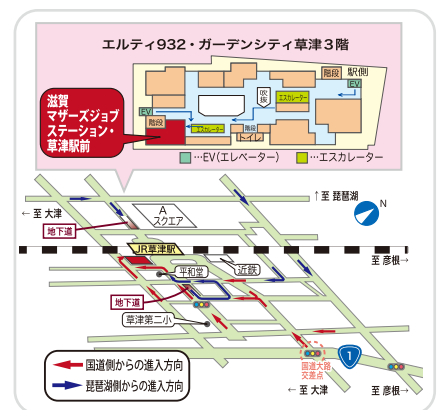 エルティ932・ガーデンシティ草津3階
階段
駅側
EV
吹抜
エスカレーター
滋賀
マザーズジョブ
ステーション・
草津駅前
EV
階段
エスカレーター
階段
トイレ
…EV(エレベーター)
…エスカレーター
↑至 琵琶湖
N
← 至 大津
A
スクエア
地下道
JR草津駅
至 彦根→
平和堂
近鉄
地下道
草津第二小
国道大路
交差点
1
国道側からの進入方向
琵琶湖側からの進入方向
← 至 大津
至 彦根→